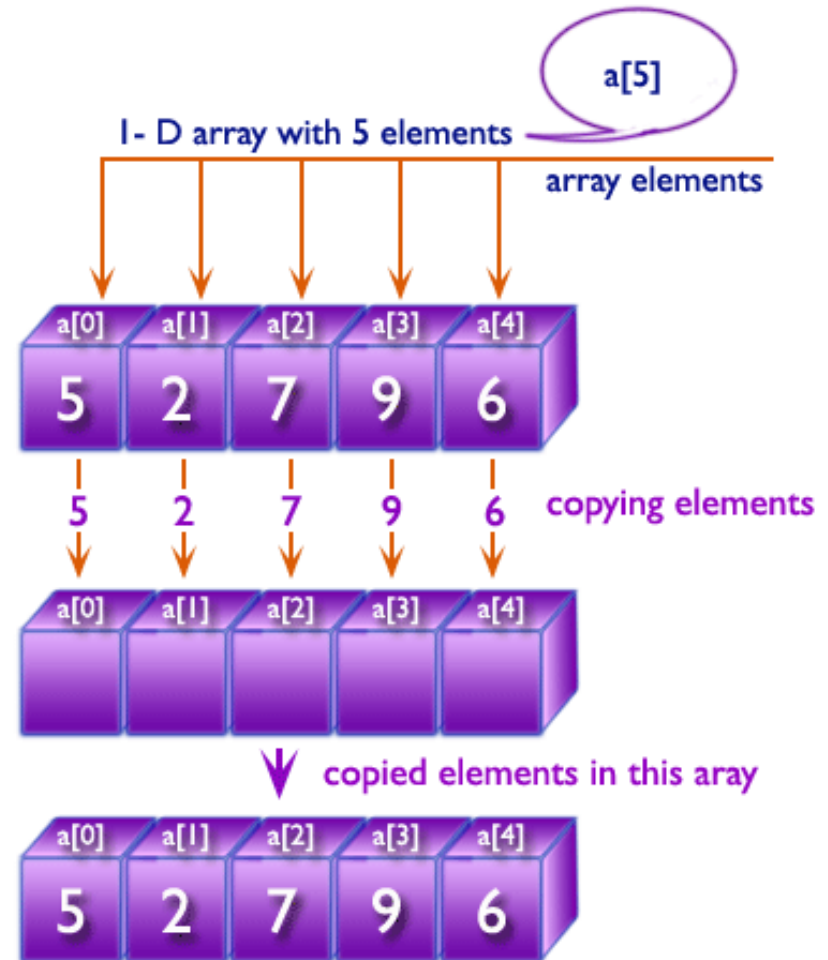 a[5]
1- D array with 5 elements
array elements
a[0] a[1] a[2] a[3] a[4]
5 2 7 9 6
5 2 7 9 6 copying elements
a[0] a[1] a[2] a[3] a[4]
copied elements in this aray
a[0] a[1] a[2] a[3] a[4]
5 2 7 9 6